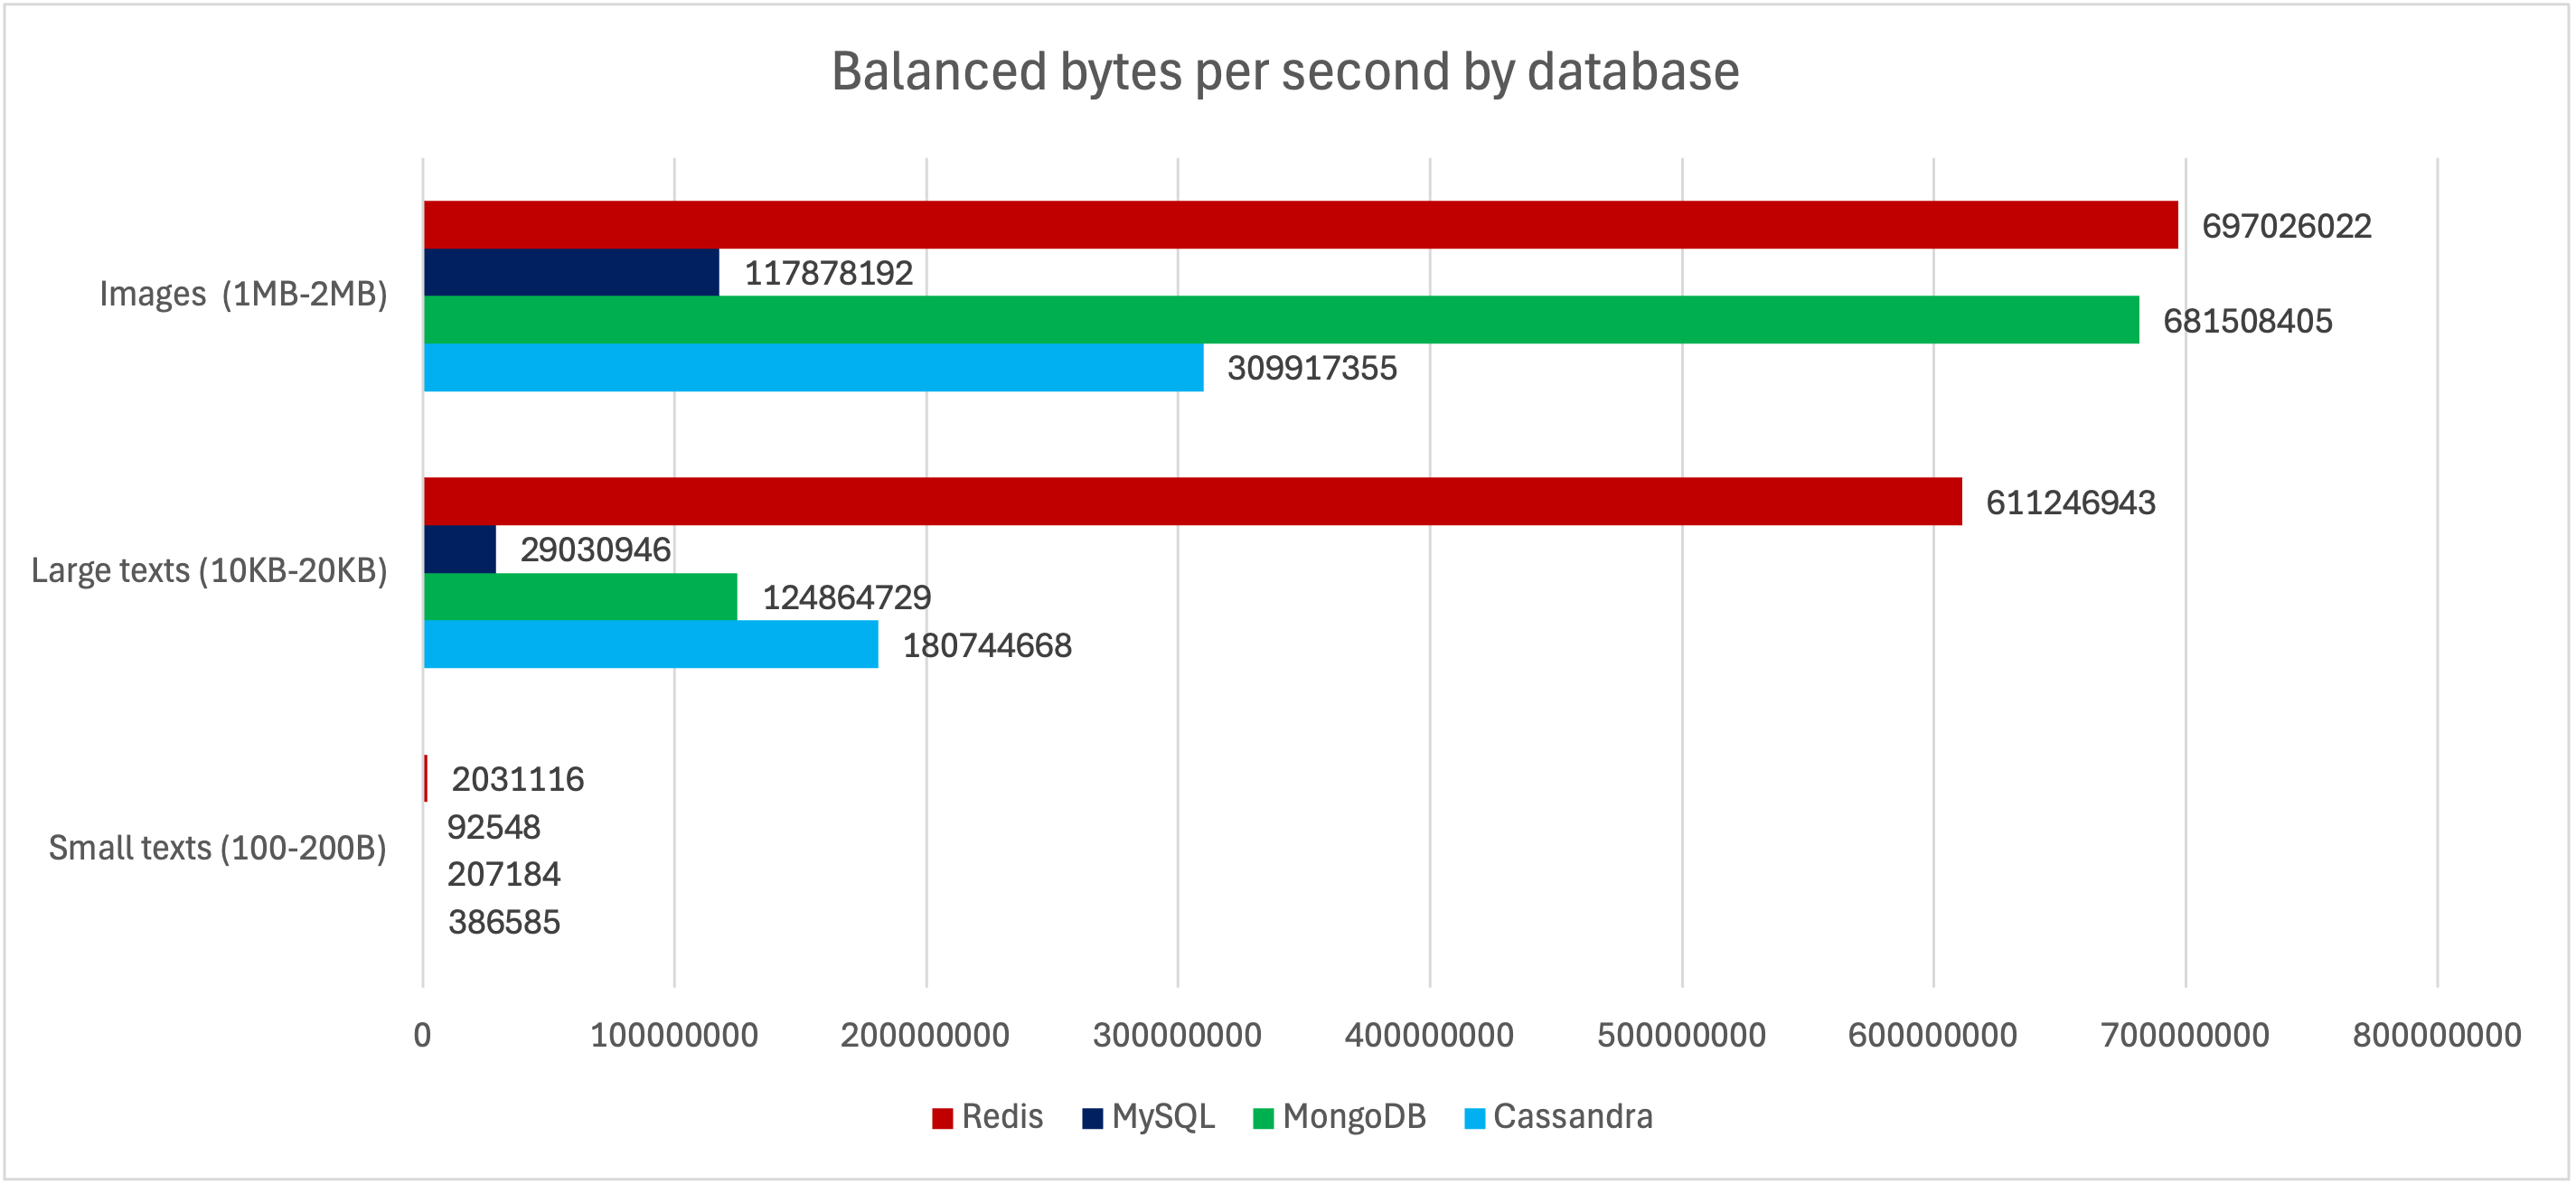 Balanced bytes per second by database
697026022
117878192
Images (1MB-2MB)
681508405
309917355
611246943
29030946
Large texts (10KB-20KB)
124864729
180744668
2031116
92548
Small texts (100-200B)
207184
386585
0 100000000 200000000 300000000 400000000 500000000 600000000 700000000 800000000
Redis MySQL MongoDB Cassandra